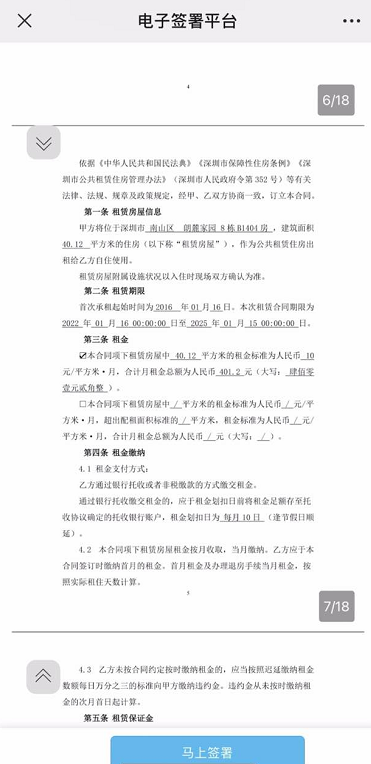 电子签署平台
4
6/18
依据《中华人民共和国民法典》《深圳市保障性住房条例》《深
圳市公共租赁住房管理办法》（深圳市人民政府令第 352 号）等有关
法律、法规、规章及政策规定，经甲、乙双方协商一致，订立本合同。
第一条 租赁房屋信息
甲方将位于深圳市 南山区 朗麓家园 8 栋 B1404 房 ，建筑面积
40.12 平方米的住房（以下称“租赁房屋”），作为公共租赁住房出
租给乙方自住使用。
租赁房屋附属设施状况以入住时现场双方确认为准。
第二条 租赁期限
首次承租起始时间为 2016 年 01 月 16 日。本次租赁合同期限为
2022 年 01 月 16 00:00:00 日至 2025 年 01 月 15 00:00:00 日。
第三条 租金
☑本合同项下租赁房屋中 40.12 平方米的租金标准为人民币 10
元/平方米·月，合计月租金总额为人民币 401.2 元（大写： 肆佰零
壹元贰角整 ）。
□本合同项下租赁房屋中 / 平方米的租金标准为人民币 / 元/平
方米·月，超出配租面积标准的 / 平方米，租金标准为人民币 / 元/
平方米·月，合计月租金总额为人民币 / 元（大写： / ）。
第四条 租金缴纳
4.1 租金支付方式：
乙方通过银行托收或者非税缴款的方式缴交租金。
通过银行托收缴交租金的，应于租金划扣日前将租金足额存至托
收协议确定的托收银行账户，租金划扣日为 每月 10 日 （逢节假日顺
延）。
4.2 本合同项下租赁房屋租金按月收取，当月缴纳。乙方应于本
合同签订时缴纳首月的租金。首月租金及办理退房手续当月租金，按
照实际租住天数计算。
5
7/18
4.3 乙方未按合同约定按时缴纳租金的，应当按照迟延缴纳租金
数额每日万分之三的标准向甲方缴纳违约金。违约金从未按时缴纳租
金的次月首日起计算。
第五条 租赁保证金
马上签署